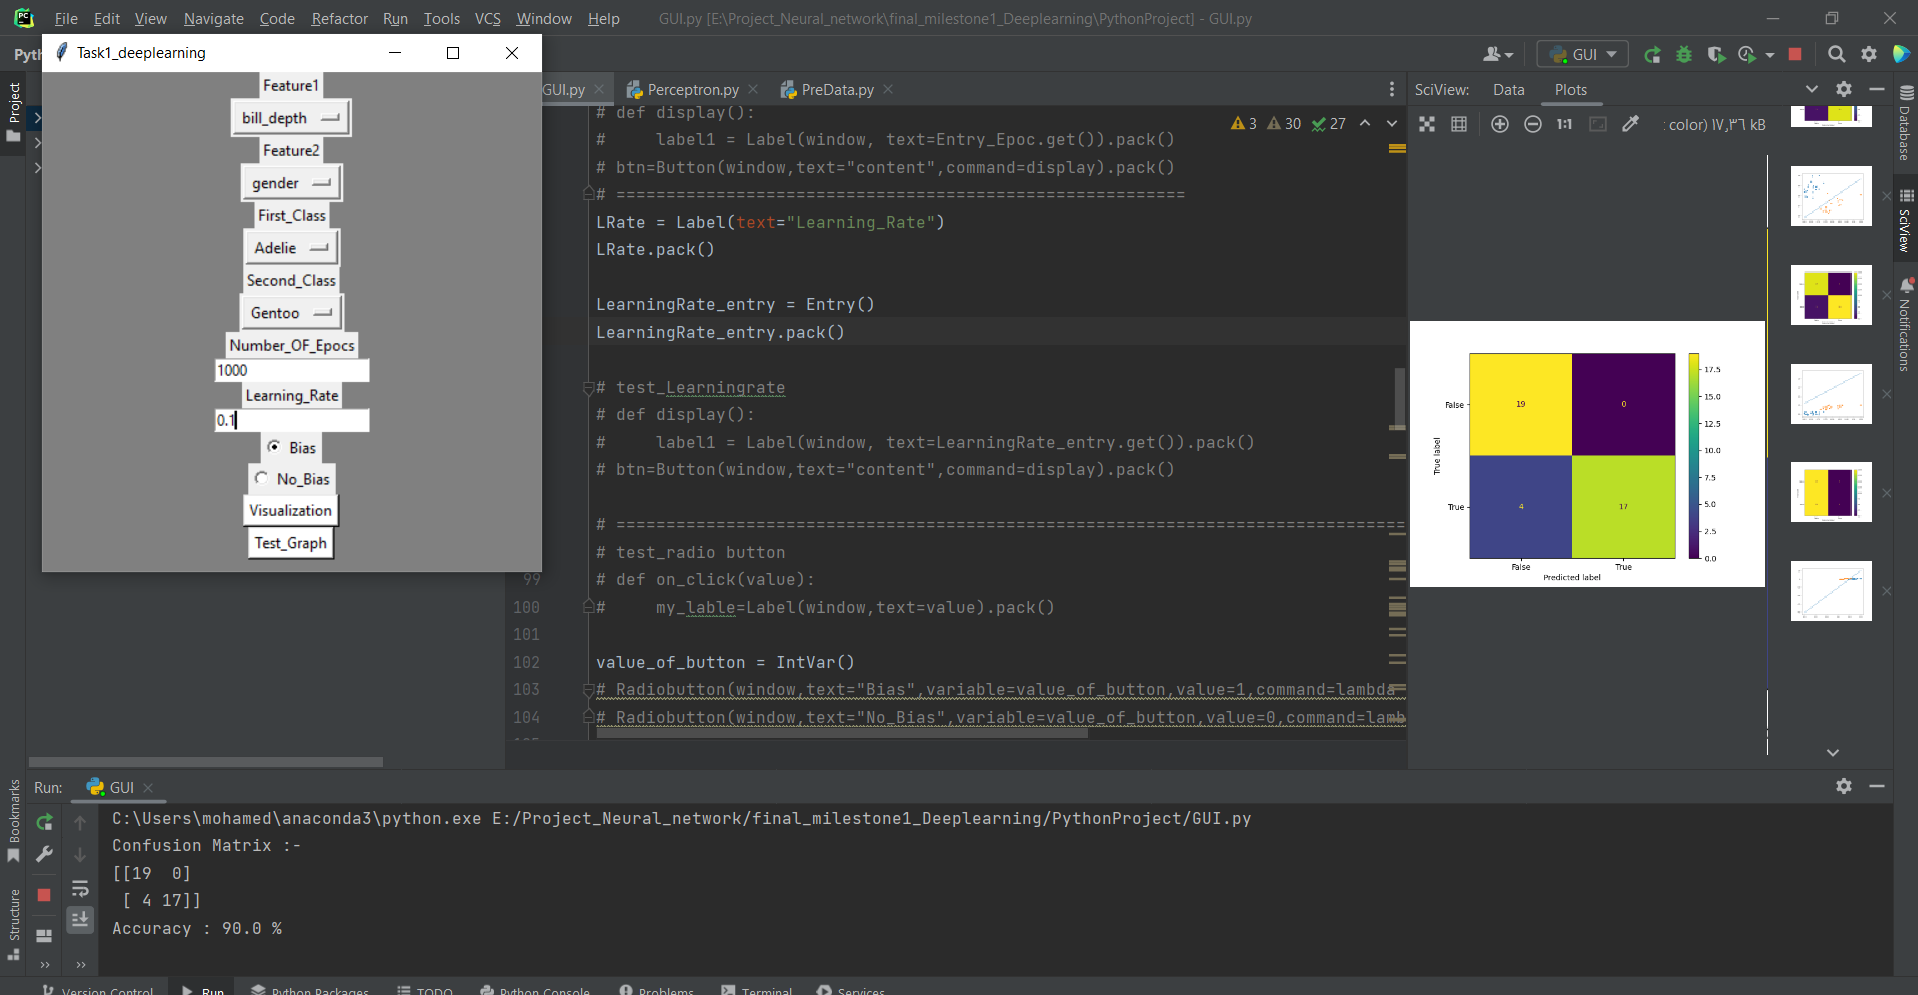 File Edit View Navigate Code Refactor Run Tools VCS Window Help GUI.py [E:\Project_Neural_network\final_milestone1_Deeplearning\PythonProject] - GUI.py
Task1_deeplearning
Feature1
bill_depth
Feature2
gender
First_Class
Adelie
Second_Class
Gentoo
Number_OF_Epocs
1000
Learning_Rate
0.1
Bias
No_Bias
Visualization
Test_Graph
GUI
Project
GUI.py Perceptron.py PreData.py
3 30 27
# def display():
#     label1 = Label(window, text=Entry_Epoc.get()).pack()
# btn=Button(window,text="content",command=display).pack()
# =========================================================
LRate = Label(text="Learning_Rate")
LRate.pack()
LearningRate_entry = Entry()
LearningRate_entry.pack()
# test_Learningrate
# def display():
#     label1 = Label(window, text=LearningRate_entry.get()).pack()
# btn=Button(window,text="content",command=display).pack()
# =================================================================================
# test_radio button
99 # def on_click(value):
100 #     my_lable=Label(window,text=value).pack()
101
102 value_of_button = IntVar()
103 # Radiobutton(window,text="Bias",variable=value_of_button,value=1,command=lambda
104 # Radiobutton(window,text="No_Bias",variable=value_of_button,value=0,command=lamb
SciView: Data Plots
1:1 : color) ١٧,٣٦ kB
19 0
4 17
False
True
True label
False True
Predicted label
17.5
15.0
12.5
10.0
7.5
5.0
2.5
0.0
Database
SciView
Notifications
Run: GUI
C:\Users\mohamed\anaconda3\python.exe E:/Project_Neural_network/final_milestone1_Deeplearning/PythonProject/GUI.py
Confusion Matrix :-
[[19  0]
 [ 4 17]]
Accuracy : 90.0 %
Bookmarks
Structure
Version Control Run Python Packages TODO Python Console Problems Terminal Services